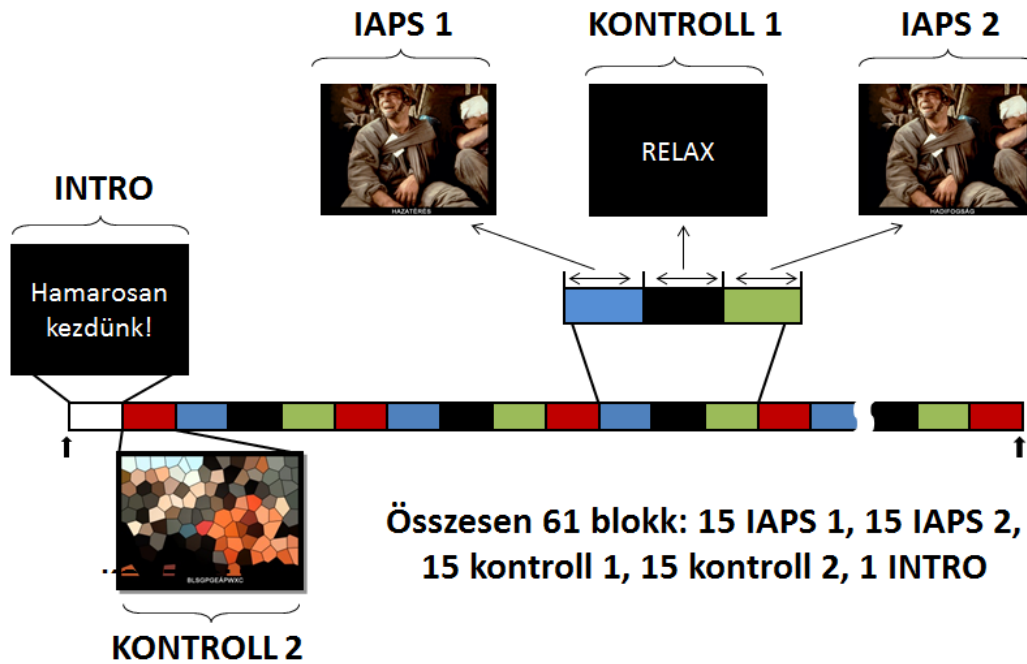 IAPS 1
KONTROLL 1
IAPS 2
RELAX
HAZATÉRÉS
HADIFOGSÁG
INTRO
Hamarosan
kezdünk!
BLSGPGEÁPWXC
KONTROLL 2
Összesen 61 blokk: 15 IAPS 1, 15 IAPS 2,
15 kontroll 1, 15 kontroll 2, 1 INTRO